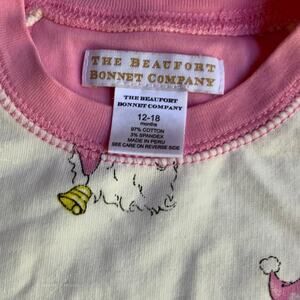 THE BEAUFORT
BONNET COMPANY
THE BEAUFORT
BONNET COMPANY
12-18
months
97% COTTON
3% SPANDEX
MADE IN PERU
SEE CARE ON REVERSE SIDE